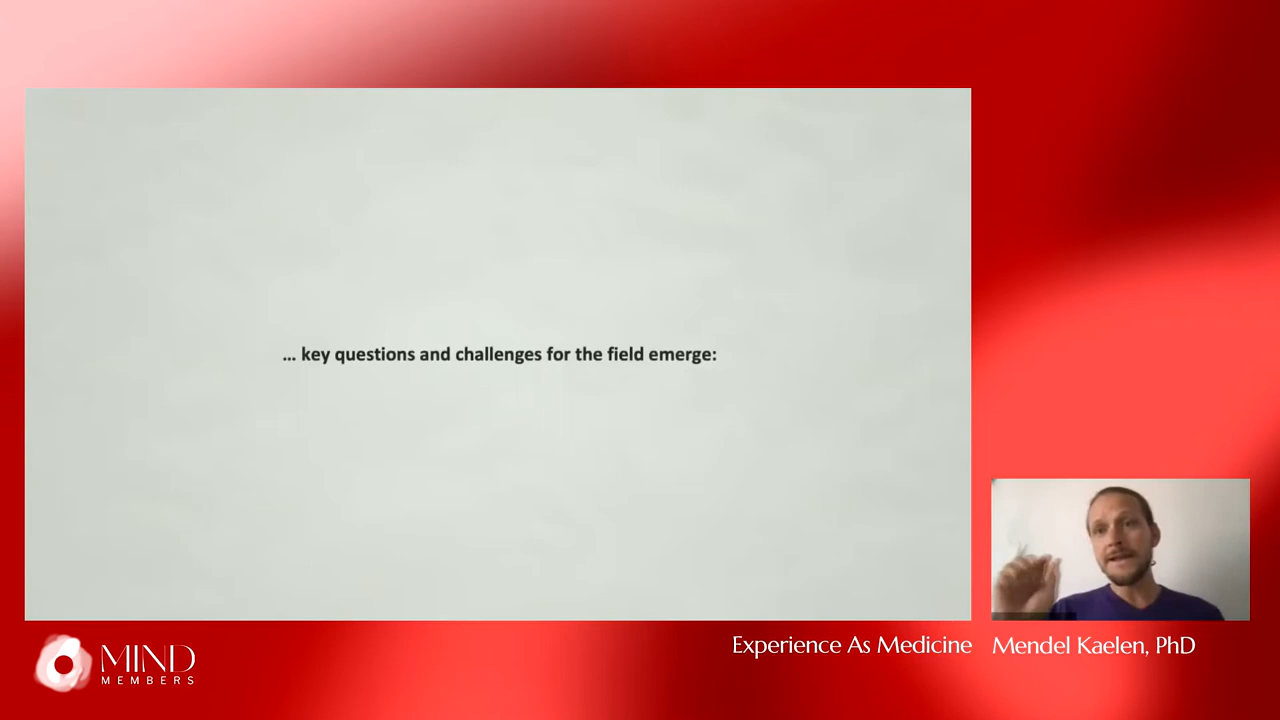 … key questions and challenges for the field emerge:
Experience As Medicine
Mendel Kaelen, PhD
MIND
MEMBERS